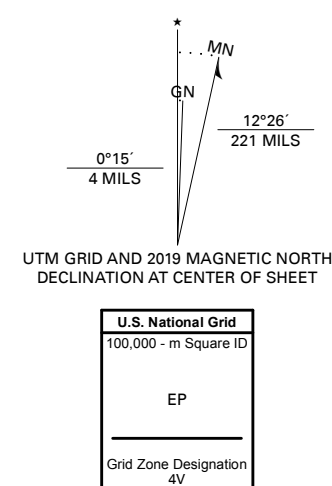 ★
MN
GN
12°26´
221 MILS
0°15´
4 MILS
UTM GRID AND 2019 MAGNETIC NORTH
DECLINATION AT CENTER OF SHEET
U.S. National Grid
100,000 - m Square ID
EP
Grid Zone Designation
4V